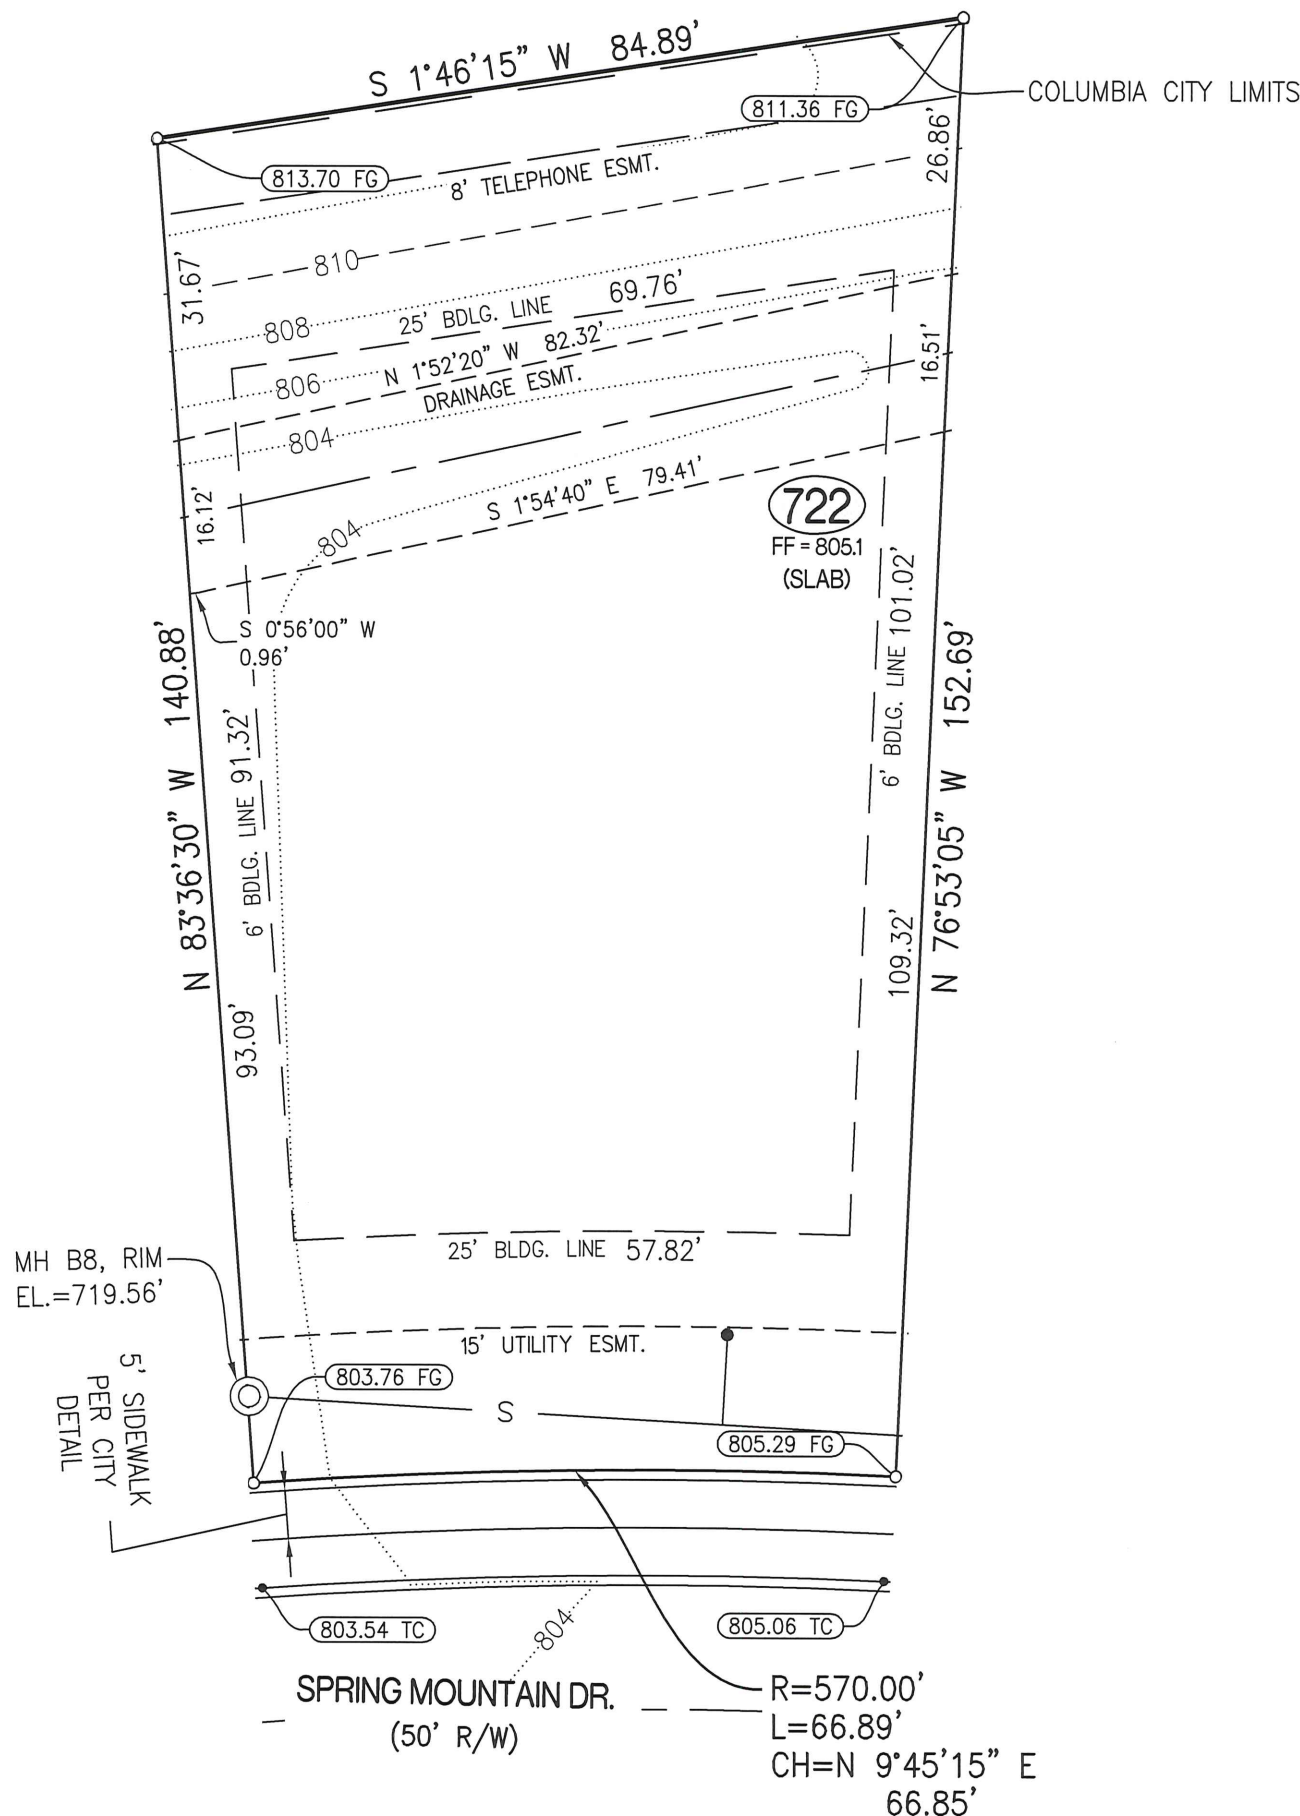 S 1°46'15" W 84.89'
COLUMBIA CITY LIMITS
811.36 FG
813.70 FG
8' TELEPHONE ESMT.
26.86'
31.67'
810
808
25' BDLG. LINE 69.76'
806
N 1°52'20" W 82.32'
DRAINAGE ESMT.
804
16.51'
16.12'
S 1°54'40" E 79.41'
804
722
FF = 805.1
(SLAB)
S 0°56'00" W
0.96'
N 83°36'30" W 140.88'
6' BDLG. LINE 91.32'
93.09'
6' BDLG. LINE 101.02'
109.32'
N 76°53'05" W 152.69'
25' BLDG. LINE 57.82'
MH B8, RIM
EL.=719.56'
15' UTILITY ESMT.
5' SIDEWALK
PER CITY
DETAIL
803.76 FG
S
805.29 FG
803.54 TC
804
805.06 TC
SPRING MOUNTAIN DR.
(50' R/W)
R=570.00'
L=66.89'
CH=N 9°45'15" E
66.85'